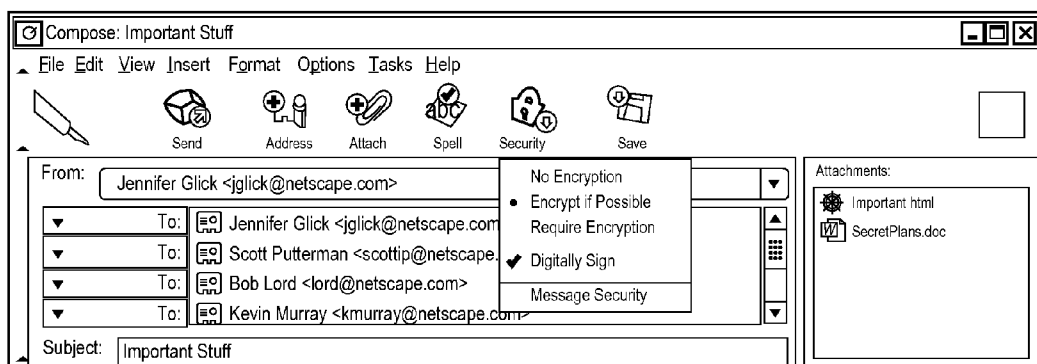 Compose: Important Stuff
File Edit View Insert Format Options Tasks Help
Send Address Attach Spell Security Save
abc
From: Jennifer Glick <jglick@netscape.com>
To: Jennifer Glick <jglick@netscape.com
To: Scott Putterman <scottip@netscape.
To: Bob Lord <lord@netscape.com>
To: Kevin Murray <kmurray@netscape.com>
Subject: Important Stuff
No Encryption
Encrypt if Possible
Require Encryption
Digitally Sign
Message Security
Attachments:
Important html
W SecretPlans.doc